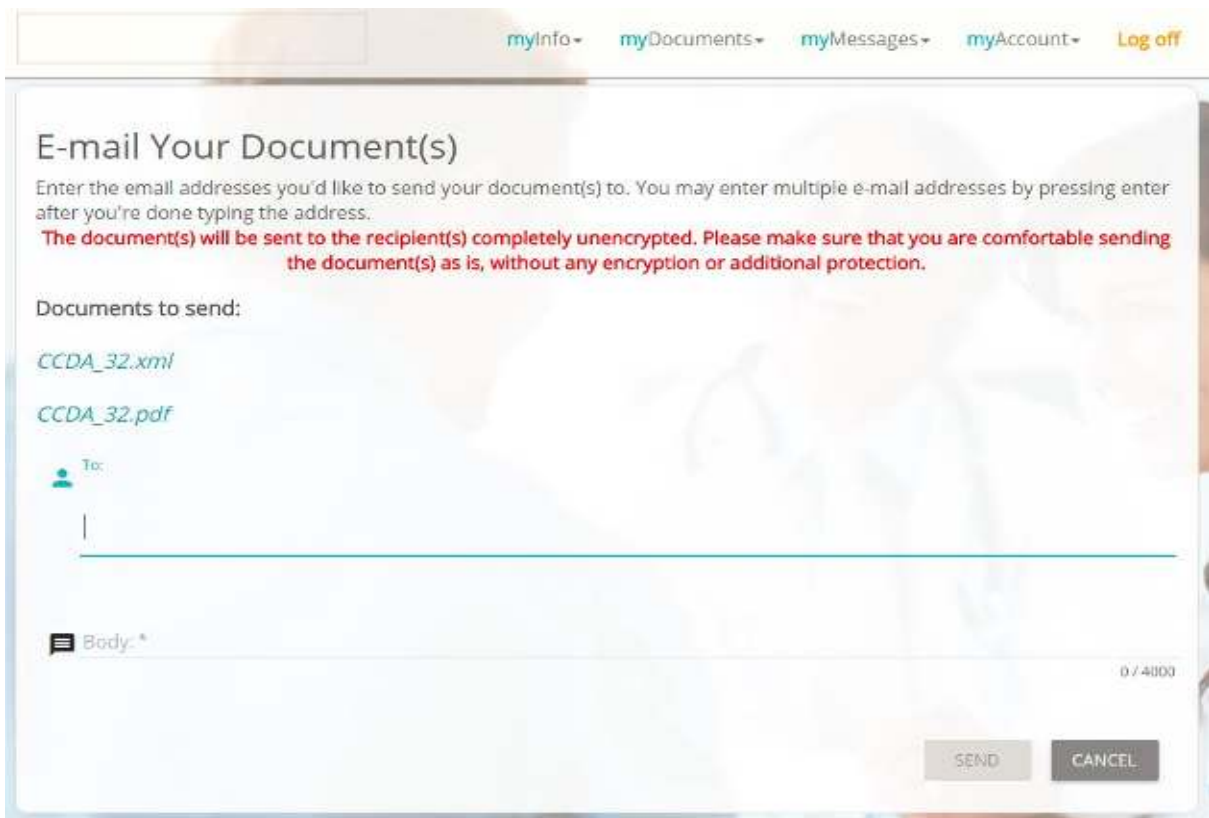 myInfo myDocuments myMessages myAccount Log off
E-mail Your Document(s)
Enter the email addresses you'd like to send your document(s) to. You may enter multiple e-mail addresses by pressing enter
after you're done typing the address.
The document(s) will be sent to the recipient(s) completely unencrypted. Please make sure that you are comfortable sending
the document(s) as is, without any encryption or additional protection.
Documents to send:
CCDA_32.xml
CCDA_32.pdf
To:
Body: *
0 / 4000
SEND CANCEL